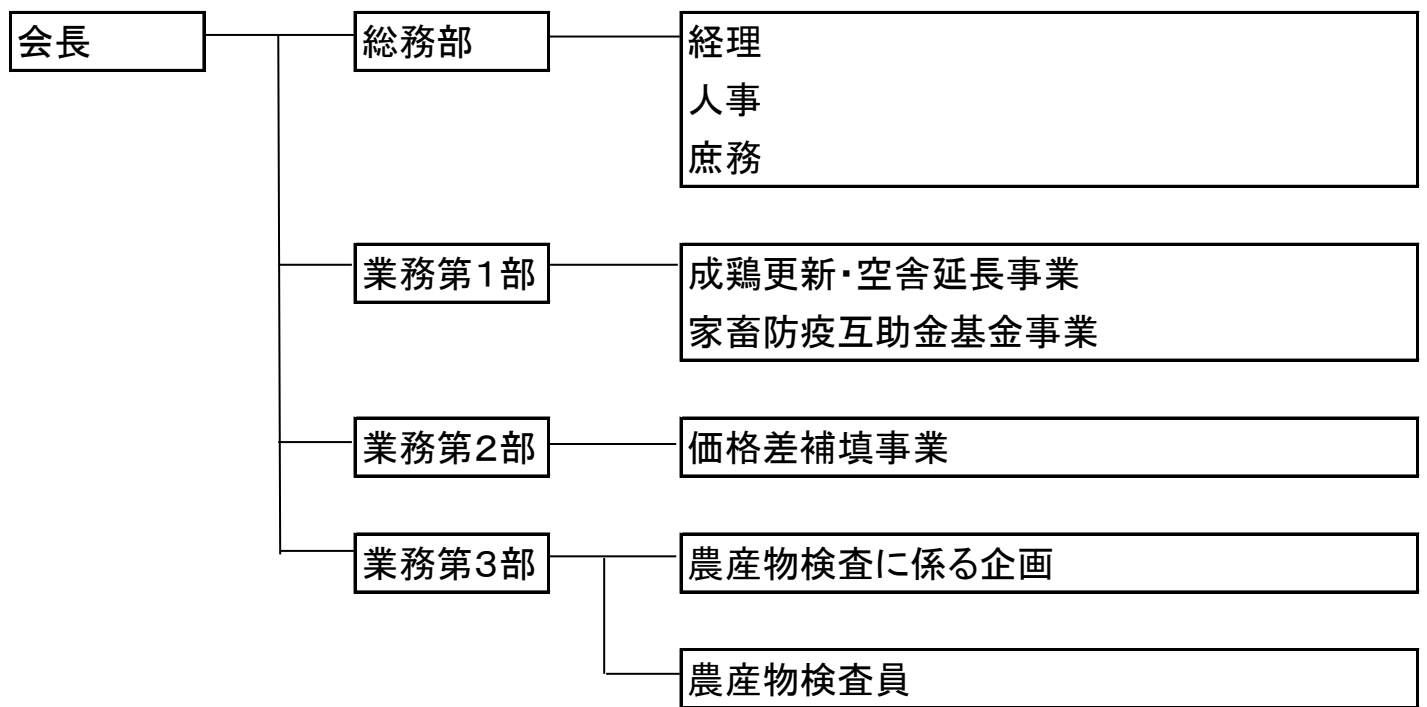 会長
総務部
経理
人事
庶務
業務第1部
成鶏更新・空舎延長事業
家畜防疫互助金基金事業
業務第2部
価格差補填事業
業務第3部
農産物検査に係る企画
農産物検査員